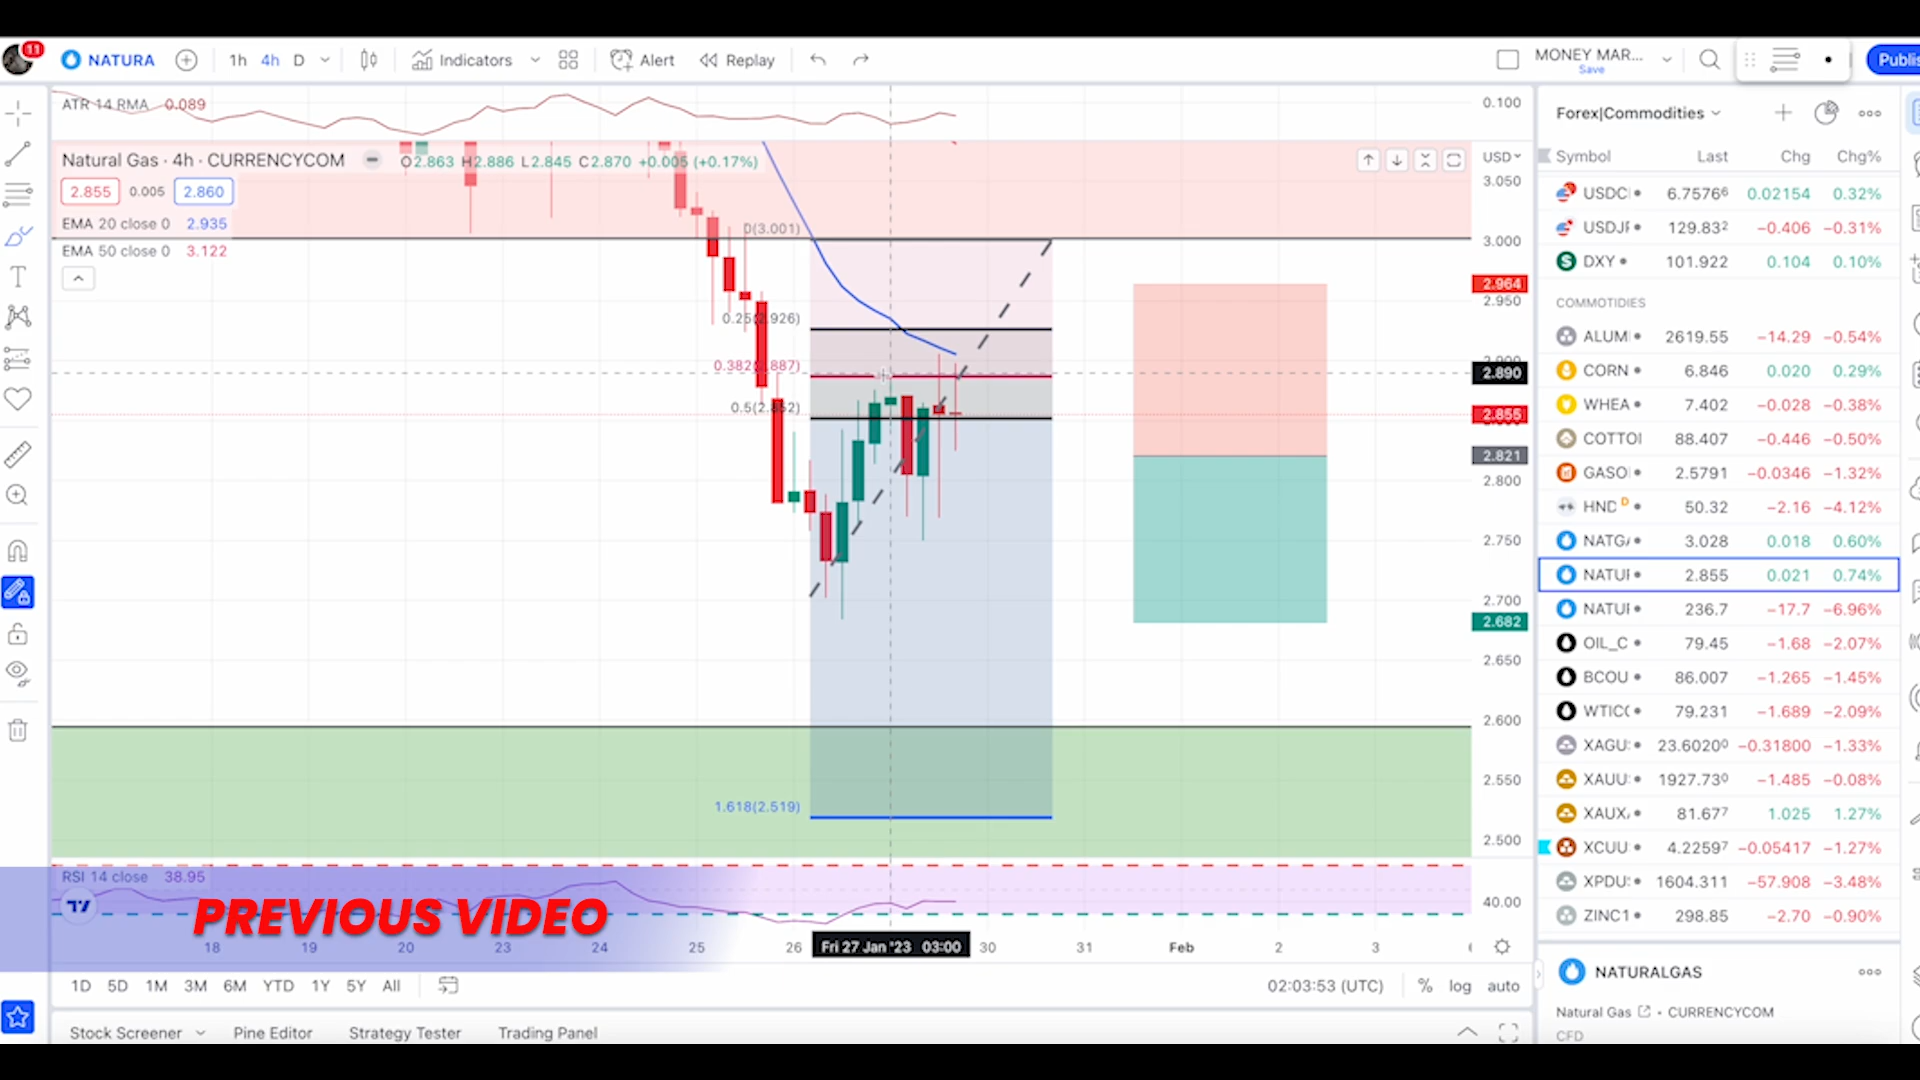 11
NATURA
1h 4h D
Indicators
Alert
Replay
MONEY MAR...
Save
Publis
ATR 14 RMA 0.089
Natural Gas · 4h · CURRENCYCOM
O2.863 H2.886 L2.845 C2.870 +0.005 (+0.17%)
2.855 0.005 2.860
EMA 20 close 0 2.935
EMA 50 close 0 3.122
0(3.001)
0.25(2.926)
0.5(2.852)
1.618(2.519)
USD
0.100
3.050
3.000
2.964
2.950
2.890
2.855
2.821
2.800
2.750
2.700
2.682
2.650
2.600
2.550
2.500
40.00
RSI 14 close 38.95
PREVIOUS VIDEO
18 19 20 23 24 25 26 Fri 27 Jan '23 03:00 30 31 Feb 2 3
1D 5D 1M 3M 6M YTD 1Y 5Y All
02:03:53 (UTC) % log auto
Stock Screener Pine Editor Strategy Tester Trading Panel
Forex|Commodities
Symbol Last Chg Chg%
USDC 6.7576⁶ 0.02154 0.32%
USDJ 129.83² −0.406 −0.31%
DXY 101.922 0.104 0.10%
COMMOTIDIES
ALUM 2619.55 −14.29 −0.54%
CORN 6.846 0.020 0.29%
WHEA 7.402 −0.028 −0.38%
COTTO 88.407 −0.446 −0.50%
GASO 2.5791 −0.0346 −1.32%
HND D 50.32 −2.16 −4.12%
NATG 3.028 0.018 0.60%
NATU 2.855 0.021 0.74%
NATU 236.7 −17.7 −6.96%
OIL_C 79.45 −1.68 −2.07%
BCOU 86.007 −1.265 −1.45%
WTIC 79.231 −1.689 −2.09%
XAGU 23.6020⁰ −0.31800 −1.33%
XAUU 1927.73⁰ −1.485 −0.08%
XAUX 81.67⁷ 1.025 1.27%
XCUU 4.2259⁷ −0.05417 −1.27%
XPDU 1604.311 −57.908 −3.48%
ZINC1 298.85 −2.70 −0.90%
NATURALGAS
Natural Gas · CURRENCYCOM
CFD